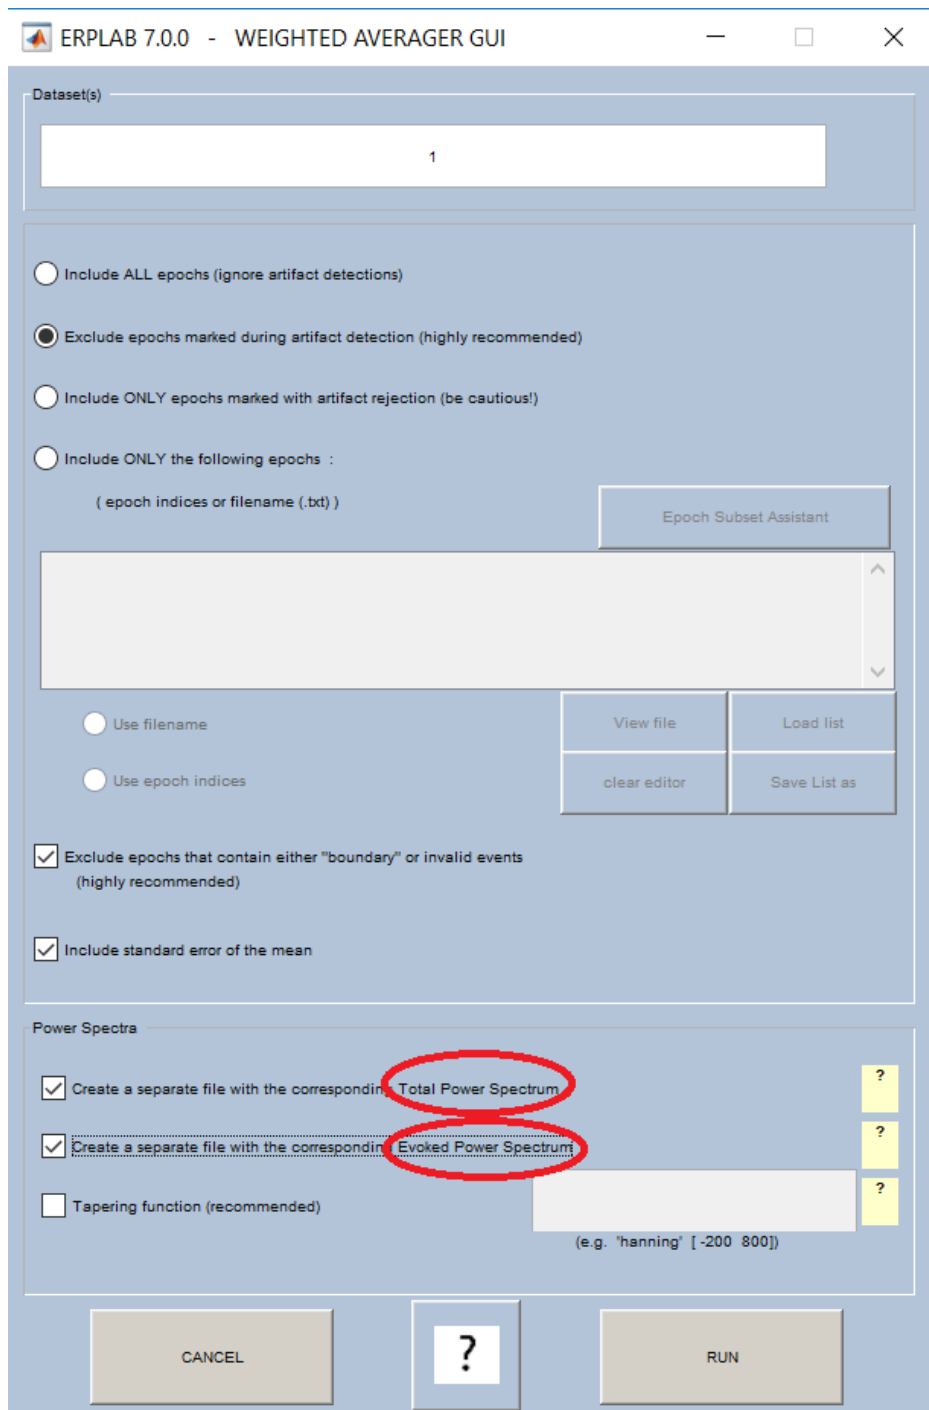 ERPLAB 7.0.0 - WEIGHTED AVERAGER GUI
Dataset(s)
1
Include ALL epochs (ignore artifact detections)
Exclude epochs marked during artifact detection (highly recommended)
Include ONLY epochs marked with artifact rejection (be cautious!)
Include ONLY the following epochs :
( epoch indices or filename (.txt) )
Epoch Subset Assistant
Use filename
View file
Load list
Use epoch indices
clear editor
Save List as
Exclude epochs that contain either "boundary" or invalid events
(highly recommended)
Include standard error of the mean
Power Spectra
Create a separate file with the corresponding Total Power Spectrum
?
Create a separate file with the corresponding Evoked Power Spectrum
?
Tapering function (recommended)
?
(e.g. 'hanning' [ -200 800])
CANCEL
?
RUN